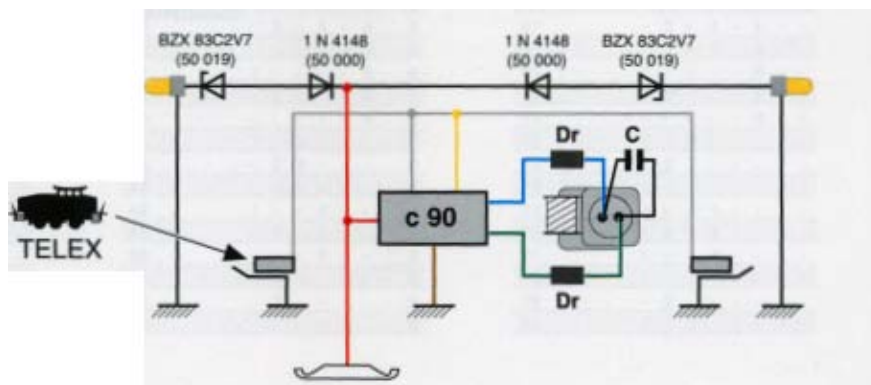 BZX 83C2V7
(50 019)
1 N 4148
(50 000)
1 N 4148
(50 000)
BZX 83C2V7
(50 019)
Dr
C
c 90
TELEX
Dr